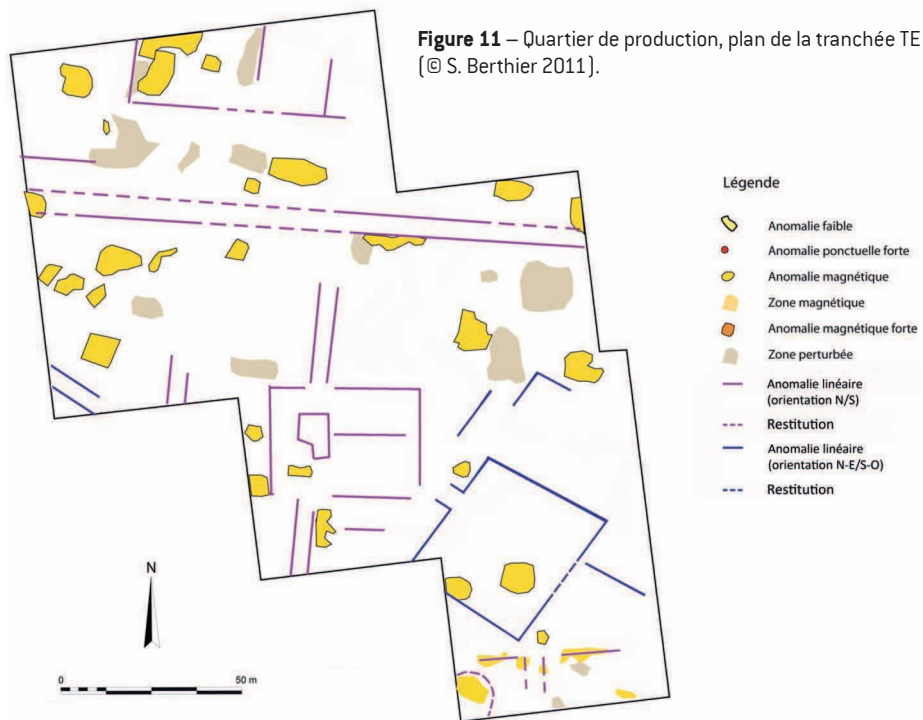 Figure 11 – Quartier de production, plan de la tranchée TE
(© S. Berthier 2011).
Légende
Anomalie faible
Anomalie ponctuelle forte
Anomalie magnétique
Zone magnétique
Anomalie magnétique forte
Zone perturbée
Anomalie linéaire
(orientation N/S)
Restitution
Anomalie linéaire
(orientation N-E/S-O)
Restitution
N
0 50 m